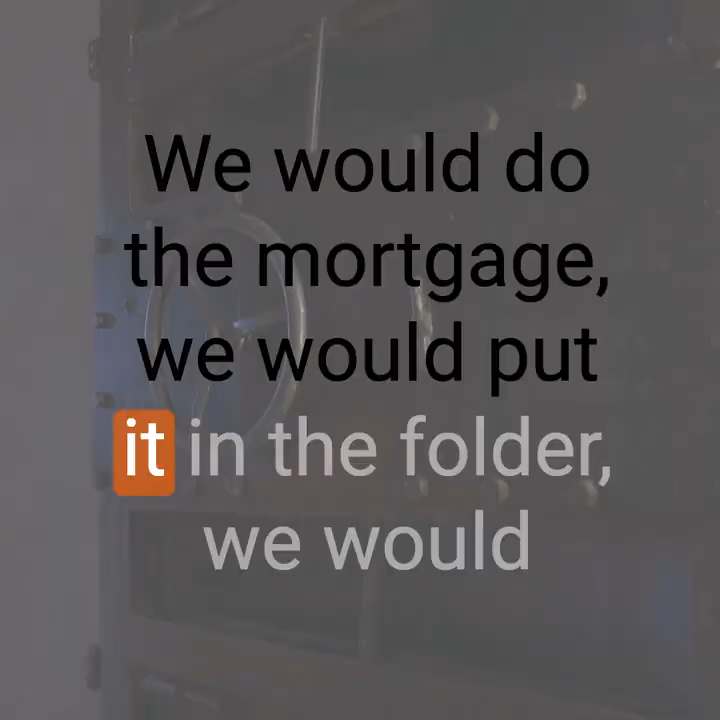 We would do
the mortgage,
we would put
it in the folder,
we would